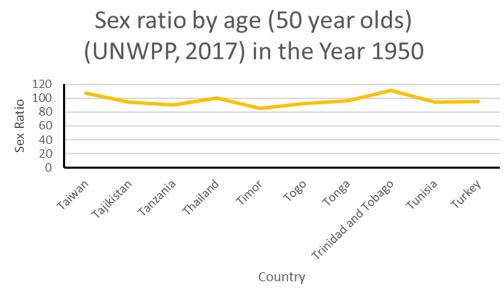 Sex ratio by age (50 year olds)
(UNWPP, 2017) in the Year 1950
120
100
80
60
40
20
0
Sex Ratio
Taiwan
Tajikistan
Tanzania
Thailand
Timor
Togo
Tonga
Trinidad and Tobago
Tunisia
Turkey
Country